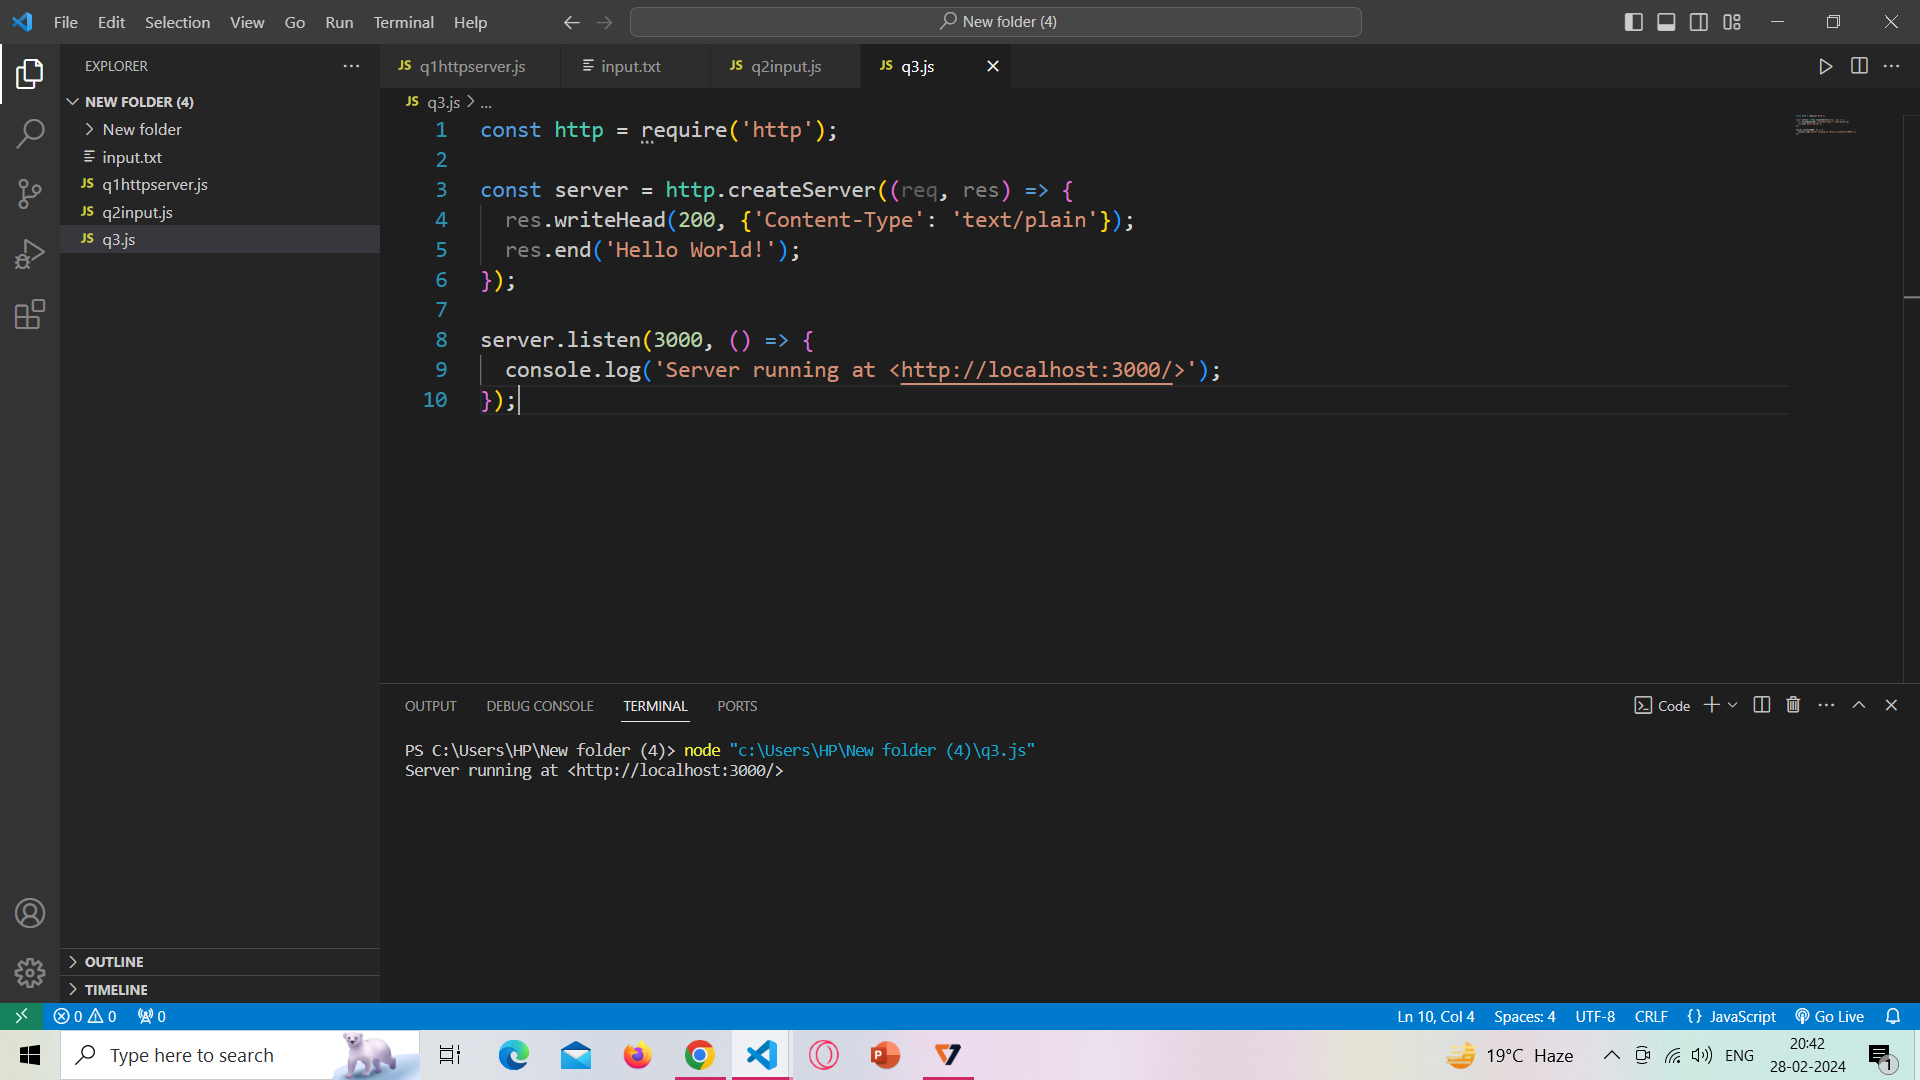 File Edit Selection View Go Run Terminal Help
New folder (4)
EXPLORER
NEW FOLDER (4)
New folder
input.txt
JS q1httpserver.js
JS q2input.js
JS q3.js
OUTLINE
TIMELINE
JS q1httpserver.js input.txt JS q2input.js JS q3.js
JS q3.js > ...
1 const http = require('http');
2
3 const server = http.createServer((req, res) => {
4 res.writeHead(200, {'Content-Type': 'text/plain'});
5 res.end('Hello World!');
6 });
7
8 server.listen(3000, () => {
9 console.log('Server running at <http://localhost:3000/>');
10 });
OUTPUT DEBUG CONSOLE TERMINAL PORTS
Code
PS C:\Users\HP\New folder (4)> node "c:\Users\HP\New folder (4)\q3.js"
Server running at <http://localhost:3000/>
0 0 0
Ln 10, Col 4 Spaces: 4 UTF-8 CRLF {} JavaScript Go Live
Type here to search
P
19°C Haze
ENG
20:42
28-02-2024
1